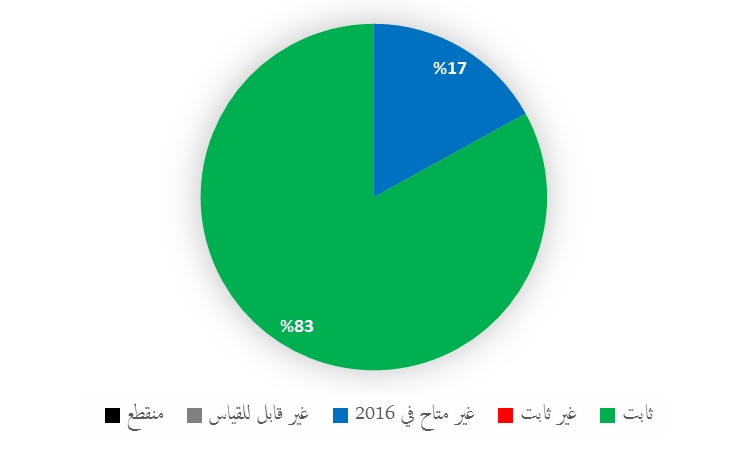 %17
%83
ثابت
غير ثابت
غير متاح في 2016
غير قابل للقياس
منقطع